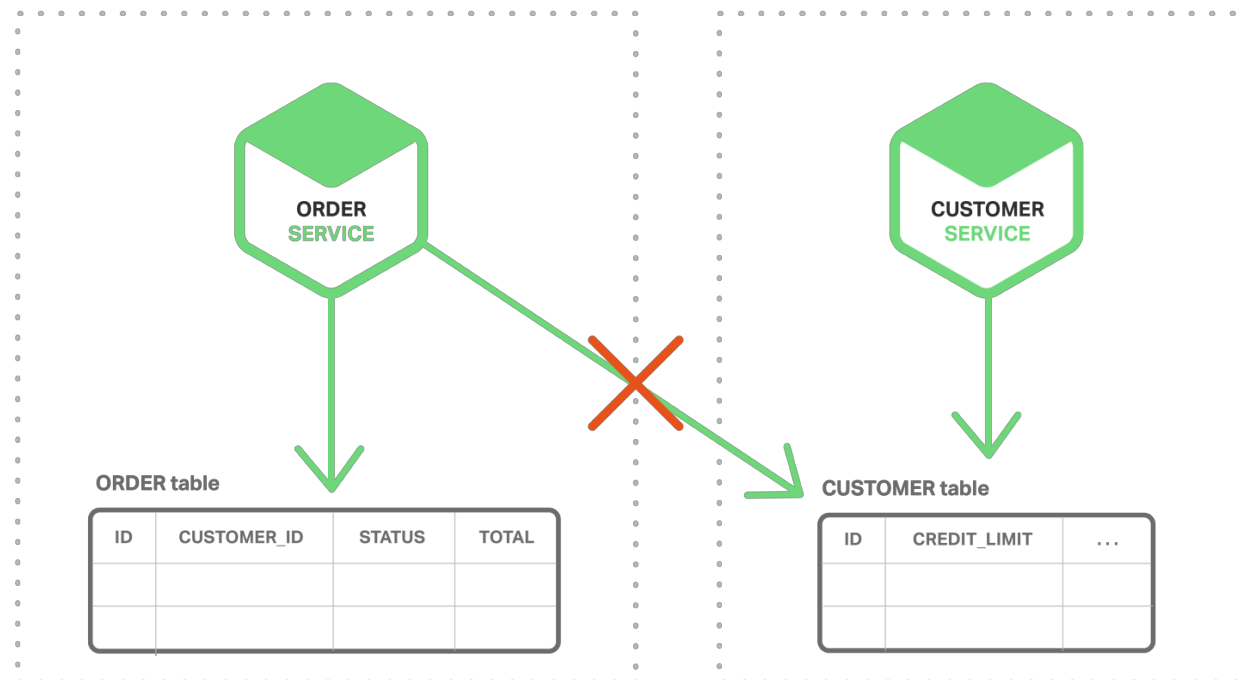 ORDER
SERVICE
CUSTOMER
SERVICE
ORDER table
ID CUSTOMER_ID STATUS TOTAL
CUSTOMER table
ID CREDIT_LIMIT ...